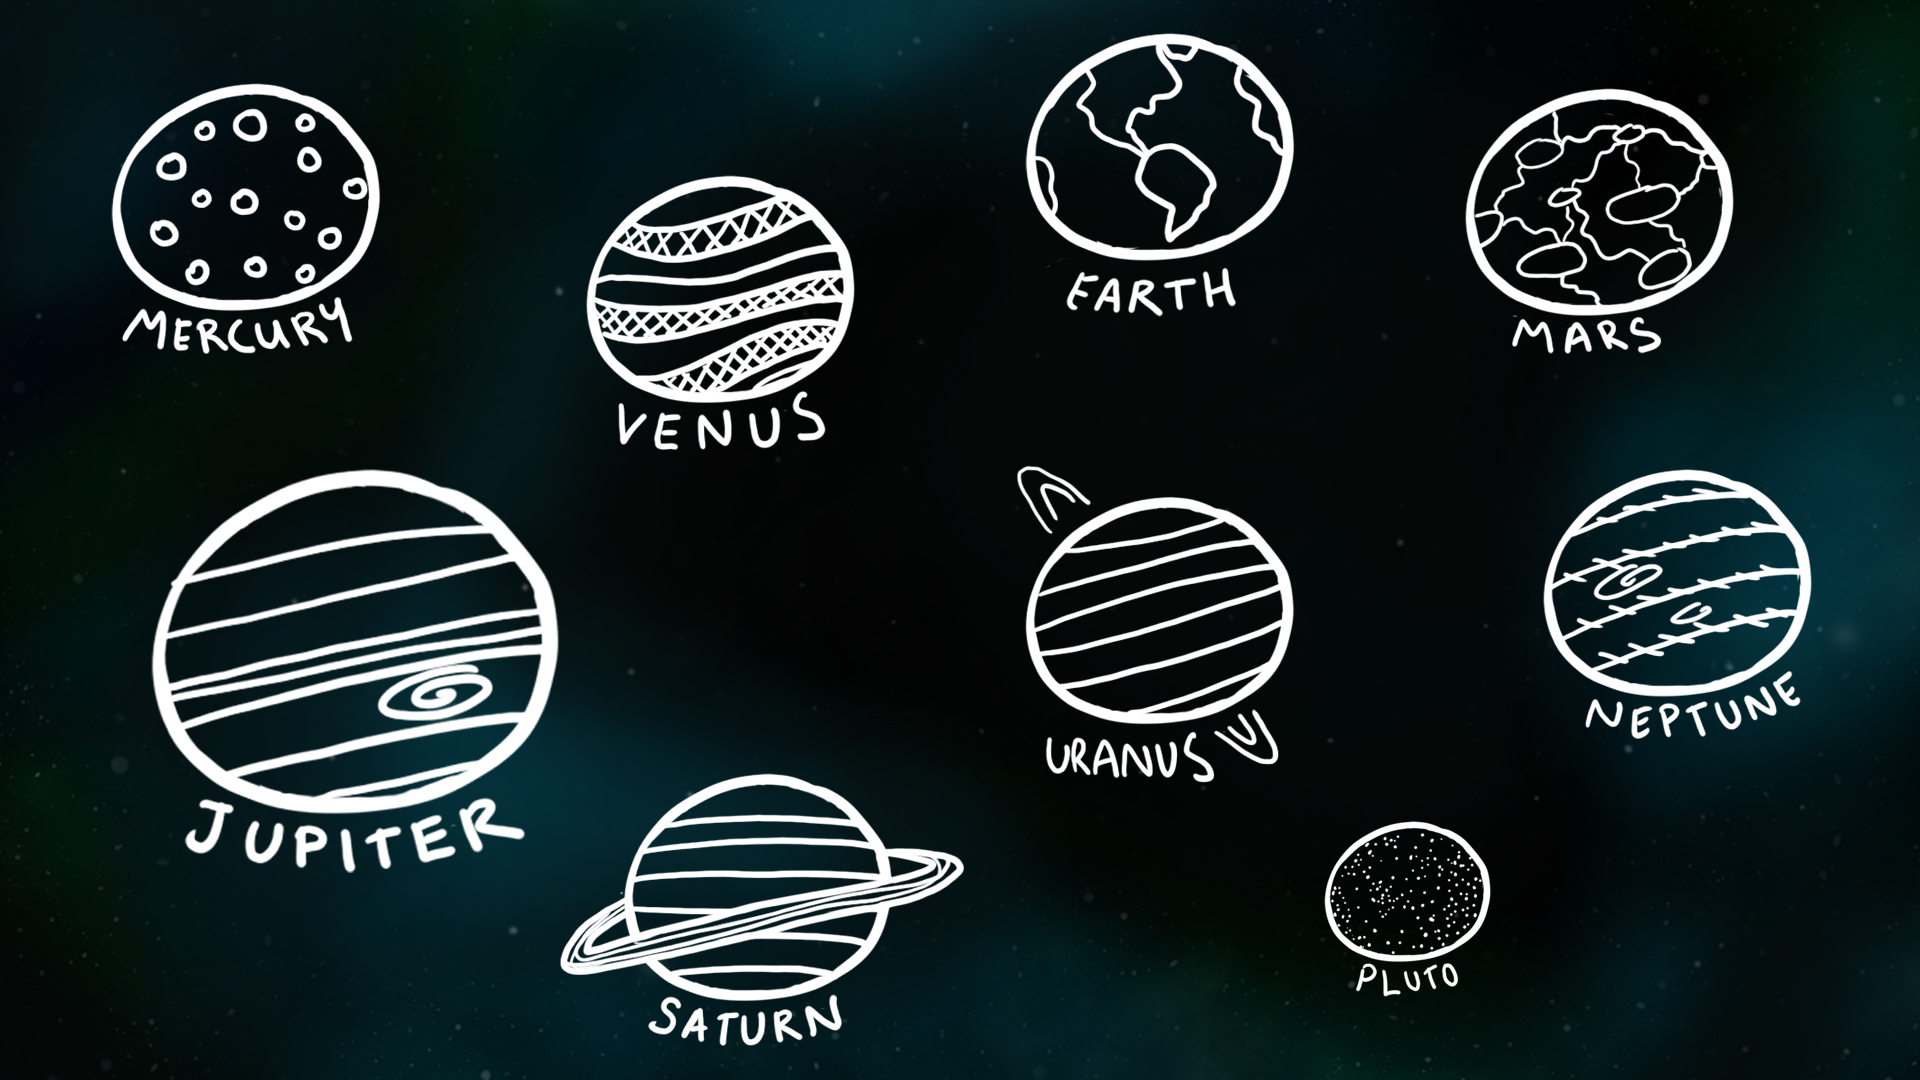 MERCURY
VENUS
EARTH
MARS
JUPITER
SATURN
URANUS
NEPTUNE
PLUTO